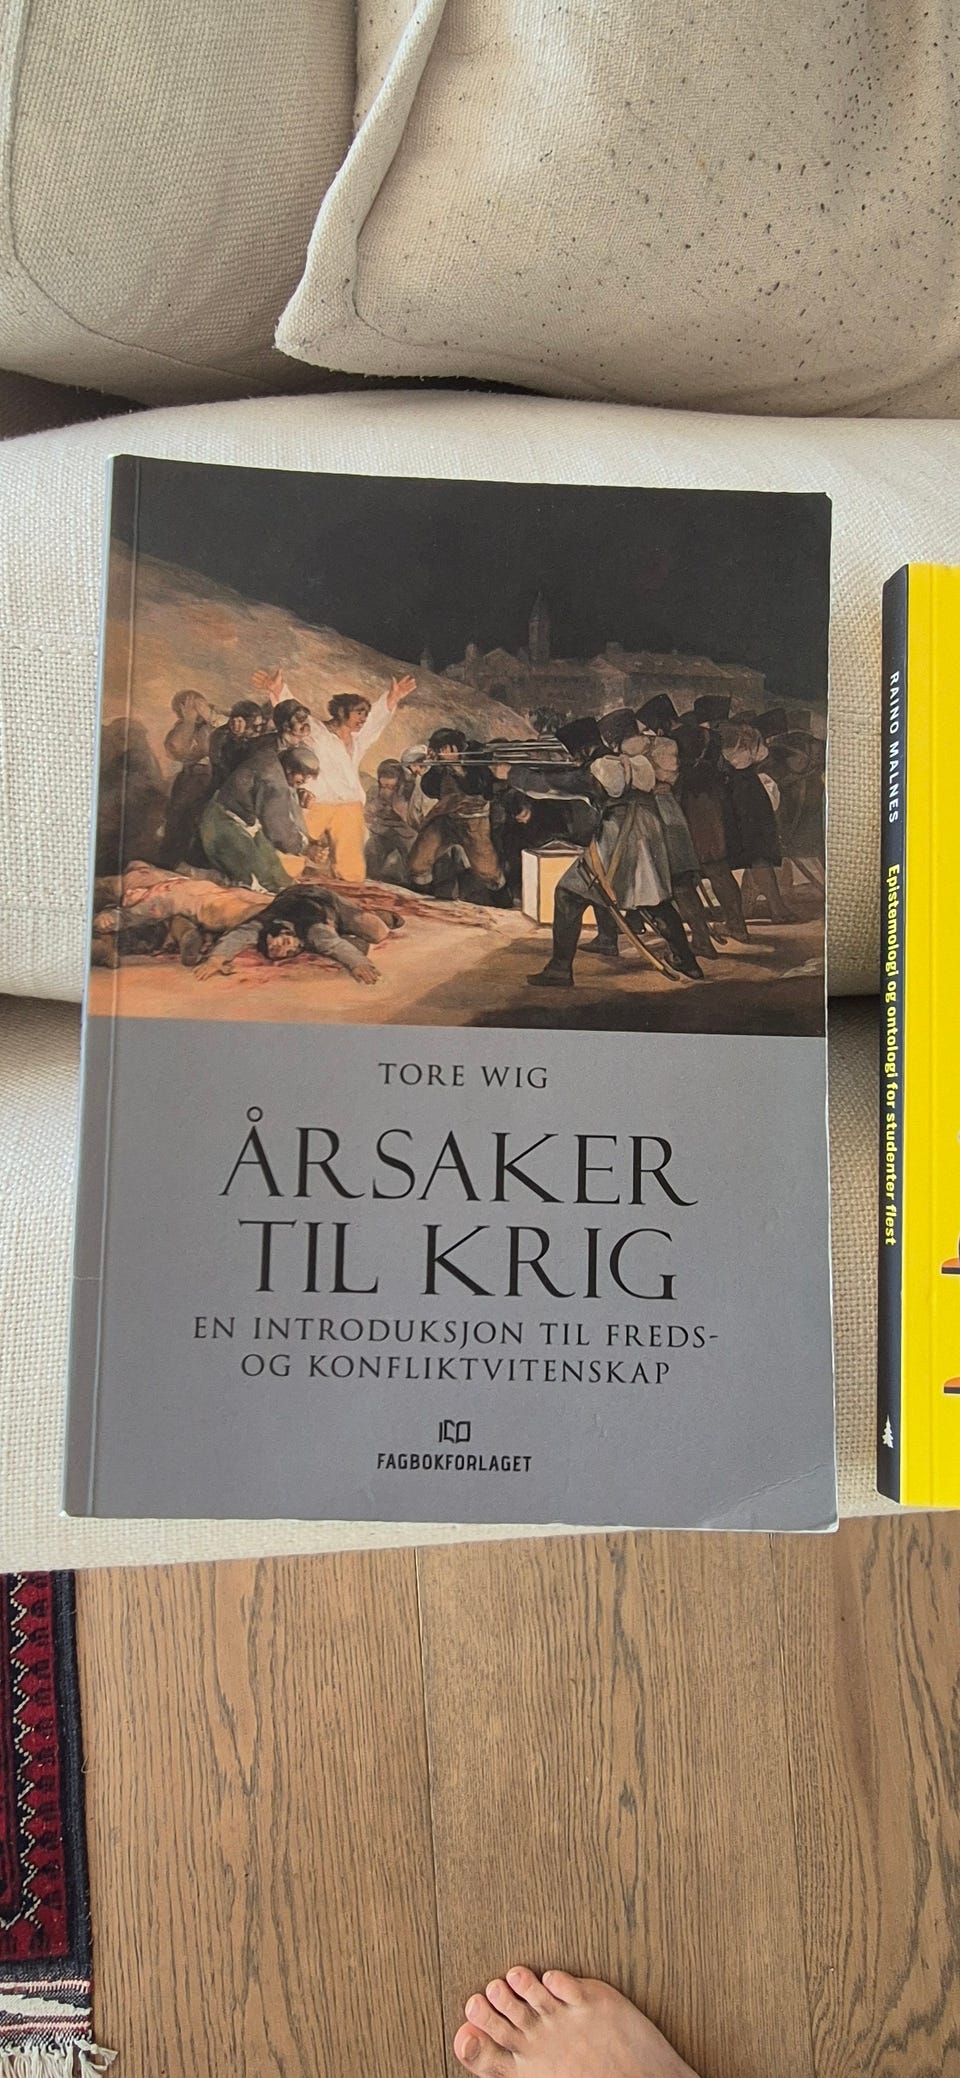 TORE WIG
ÅRSAKER
TIL KRIG
EN INTRODUKSJON TIL FREDS-
OG KONFLIKTVITENSKAP
FAGBOKFORLAGET
RAINO MALNES Epistemologi og ontologi for studenter flest